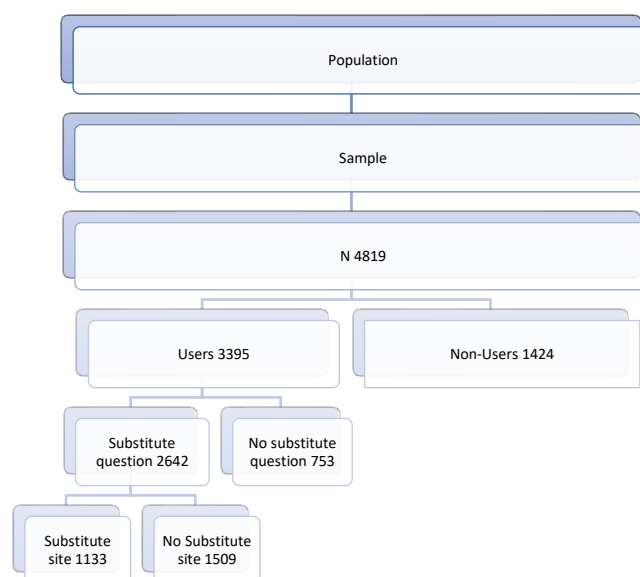 Population
Sample
N 4819
Users 3395
Non-Users 1424
Substitute
question 2642
No substitute
question 753
Substitute
site 1133
No Substitute
site 1509